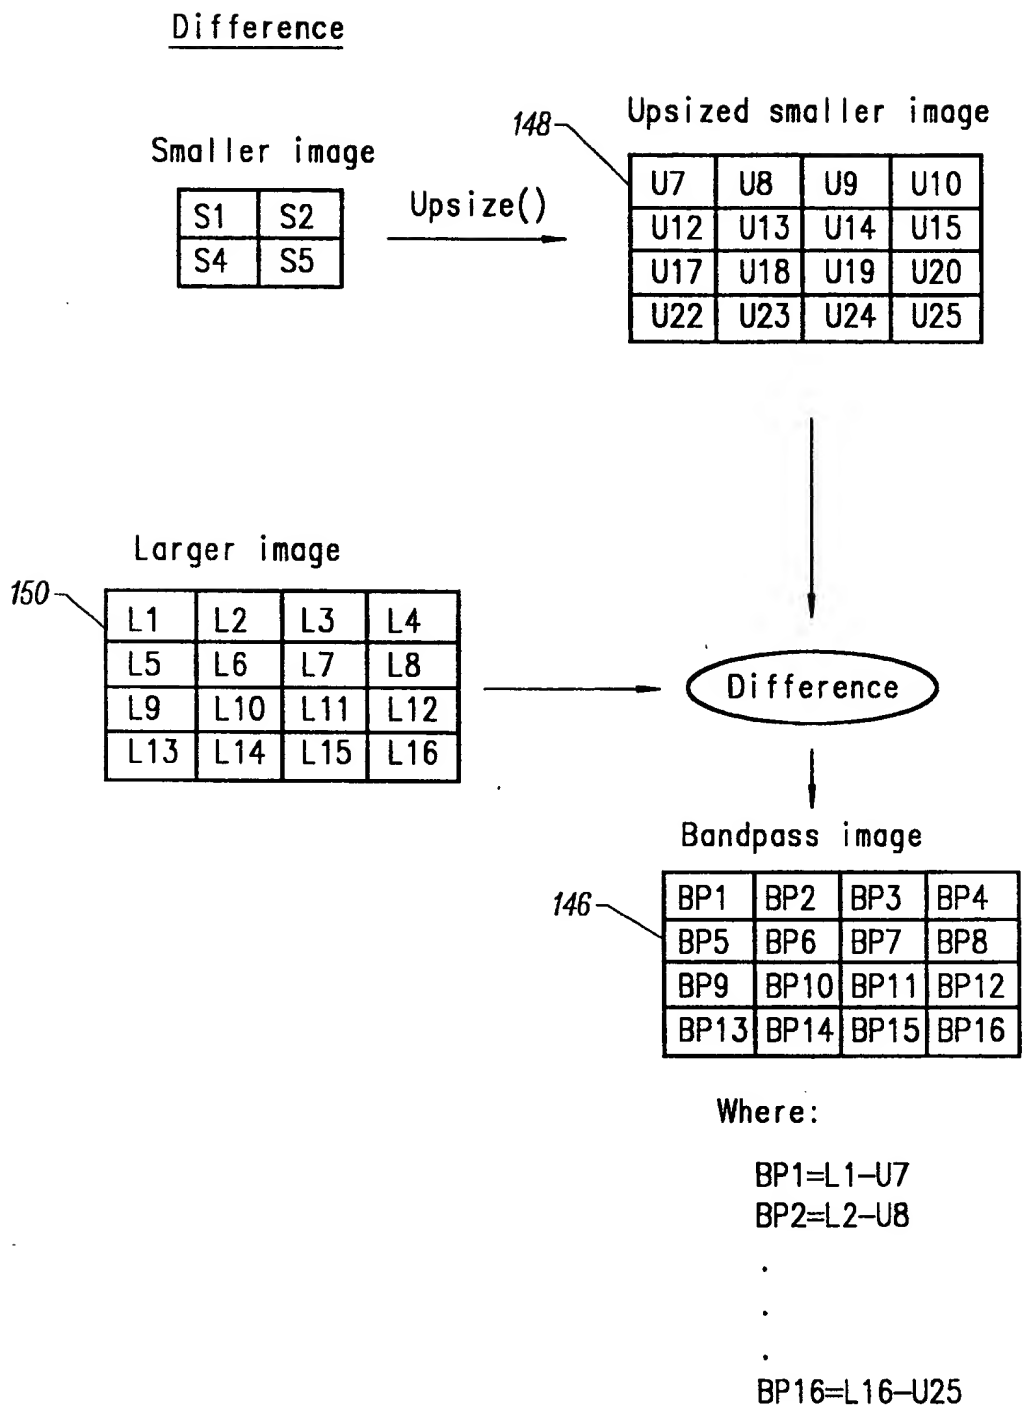 Difference
Smaller image
S1 S2
S4 S5
Upsize()
148
Upsized smaller image
U7 U8 U9 U10
U12 U13 U14 U15
U17 U18 U19 U20
U22 U23 U24 U25
Larger image
150
L1 L2 L3 L4
L5 L6 L7 L8
L9 L10 L11 L12
L13 L14 L15 L16
Difference
Bandpass image
146
BP1 BP2 BP3 BP4
BP5 BP6 BP7 BP8
BP9 BP10 BP11 BP12
BP13 BP14 BP15 BP16
Where:
BP1=L1-U7
BP2=L2-U8
.
.
.
BP16=L16-U25